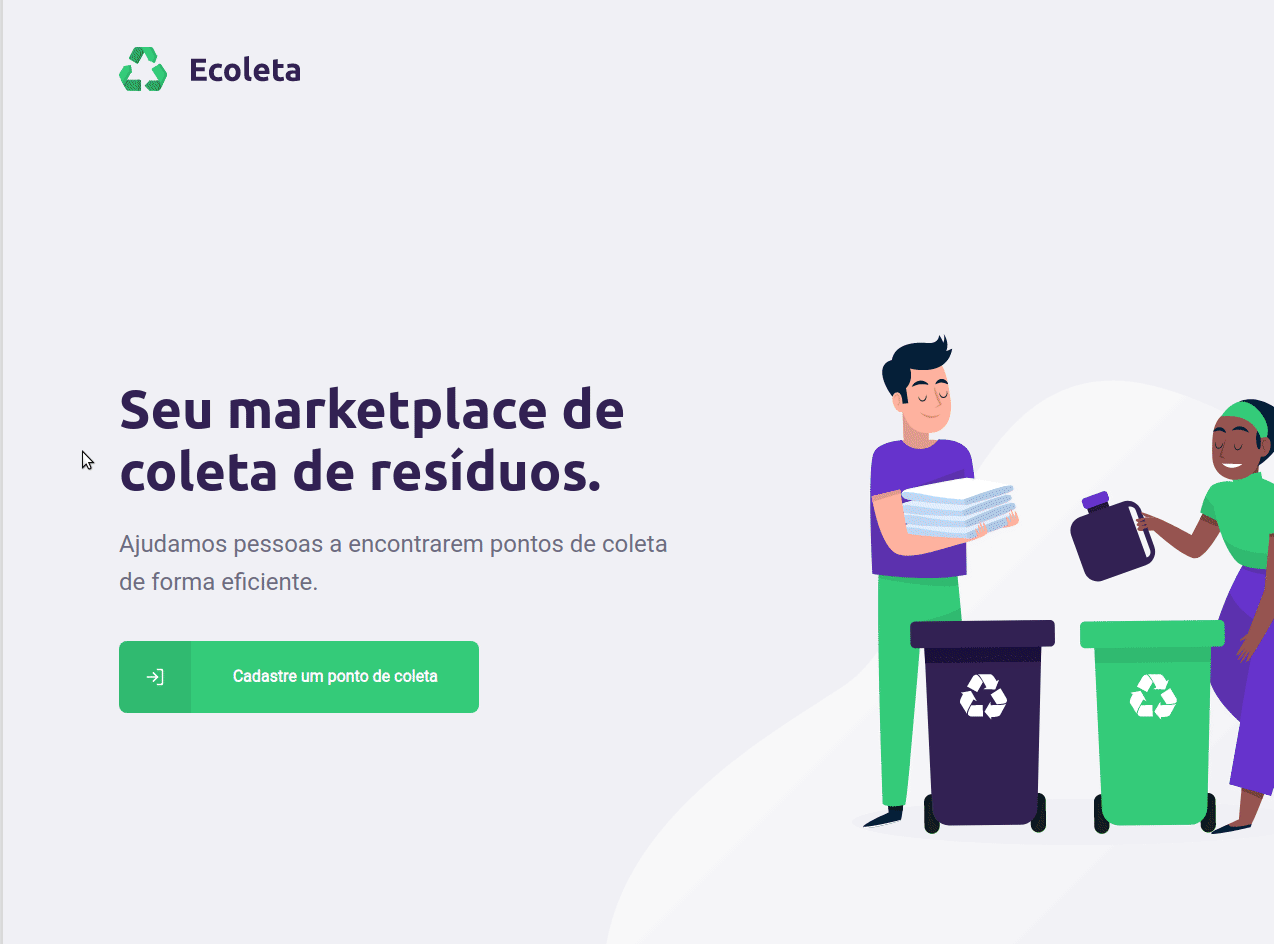 Ecoleta
Seu marketplace de
coleta de resíduos.
Ajudamos pessoas a encontrarem pontos de coleta
de forma eficiente.
Cadastre um ponto de coleta